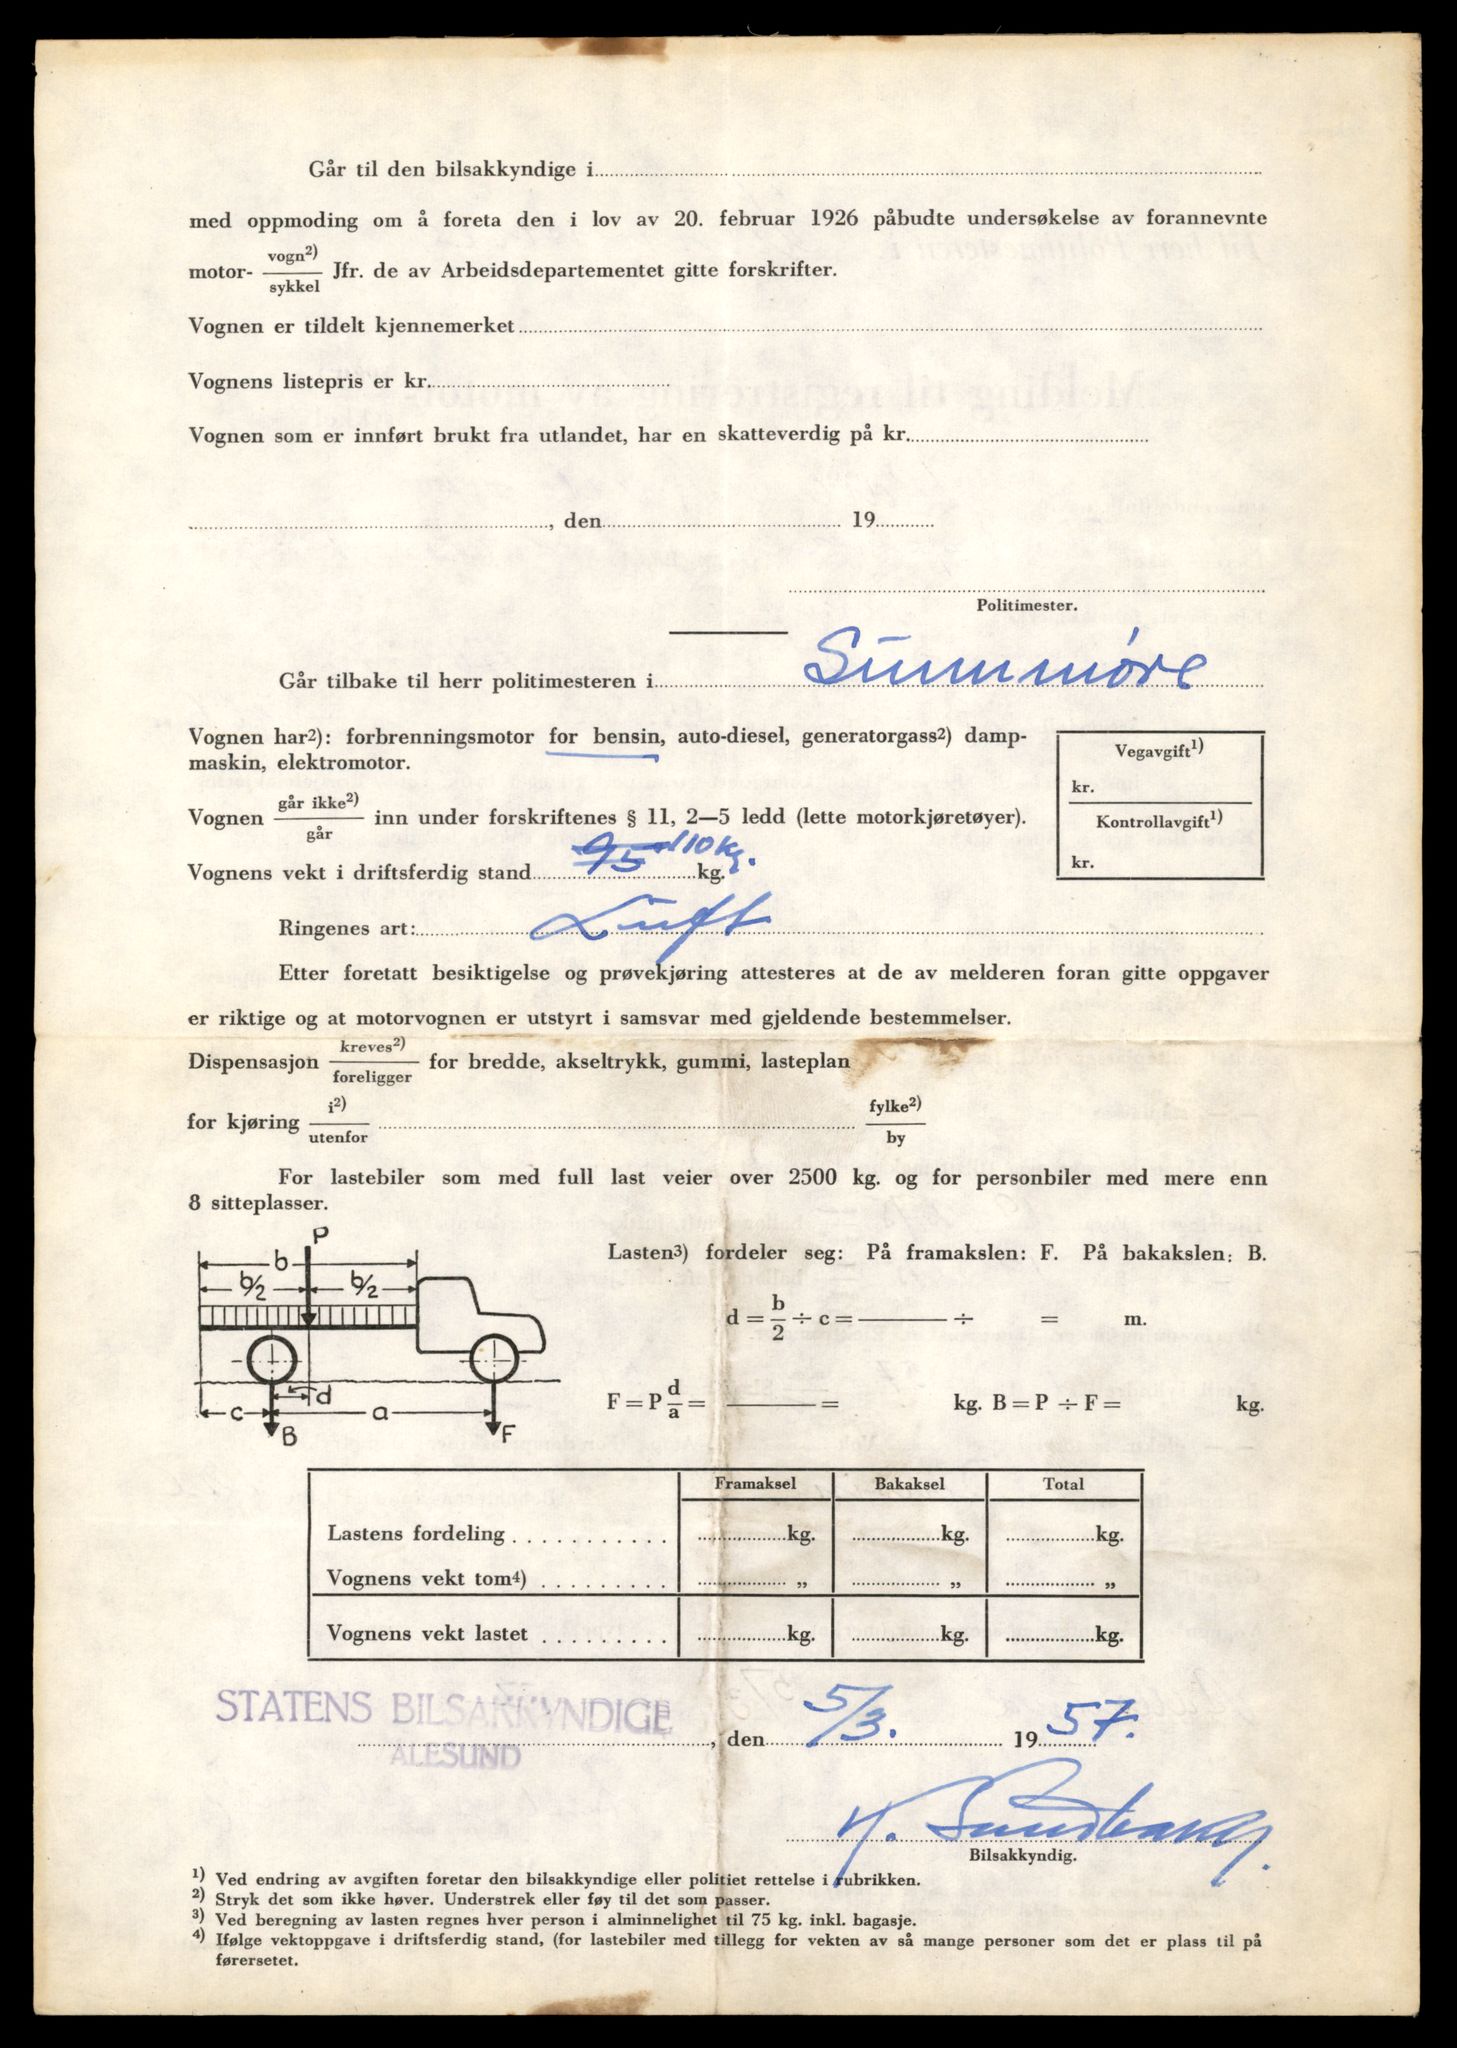 Går til den bilsakkyndige i
med oppmoding om å foreta den i lov av 20. februar 1926 påbudte undersøkelse av forannevnte
motor- vogn2)/sykkel Jfr. de av Arbeidsdepartementet gitte forskrifter.
Vognen er tildelt kjennemerket
Vognens listepris er kr.
Vognen som er innført brukt fra utlandet, har en skatteverdig på kr.
, den 19
Politimester.
Går tilbake til herr politimesteren i Sunnmøre
Vognen har2): forbrenningsmotor for bensin, auto-diesel, generatorgass2) damp-
maskin, elektromotor.
Vegavgift1)
kr.
Kontrollavgift1)
kr.
Vognen går ikke2)/går inn under forskriftenes § 11, 2—5 ledd (lette motorkjøretøyer).
Vognens vekt i driftsferdig stand 95 110 kg. kg.
Ringenes art: Luft
Etter foretatt besiktigelse og prøvekjøring attesteres at de av melderen foran gitte oppgaver
er riktige og at motorvognen er utstyrt i samsvar med gjeldende bestemmelser.
Dispensasjon kreves2)/foreligger for bredde, akseltrykk, gummi, lasteplan
for kjøring i2)/utenfor fylke2)/by
For lastebiler som med full last veier over 2500 kg. og for personbiler med mere enn
8 sitteplasser.
P
b
b/2 b/2
d
c a
B F
Lasten3) fordeler seg: På framakslen: F. På bakakslen: B.
d = b/2 ÷ c = ——— ÷ = m.
F = P d/a = ——— = kg. B = P ÷ F = kg.
Framaksel Bakaksel Total
Lastens fordeling kg. kg. kg.
Vognens vekt tom4) „ „ „
Vognens vekt lastet kg. kg. kg.
STATENS BILSAKKYNDIGE
ÅLESUND
, den 5/3. 19 57.
Bilsakkyndig.
1) Ved endring av avgiften foretar den bilsakkyndige eller politiet rettelse i rubrikken.
2) Stryk det som ikke høver. Understrek eller føy til det som passer.
3) Ved beregning av lasten regnes hver person i alminnelighet til 75 kg. inkl. bagasje.
4) Ifølge vektoppgave i driftsferdig stand, (for lastebiler med tillegg for vekten av så mange personer som det er plass til på
førersetet.